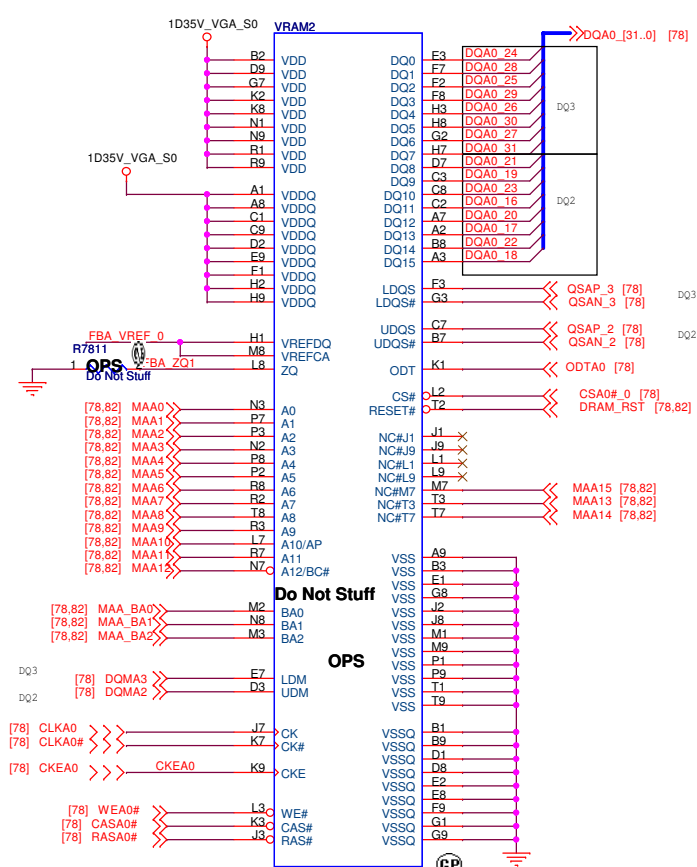 1D35V_VGA_S0
VRAM2
DQA0_[31..0] [78]
B2 VDD
D9 VDD
G7 VDD
K2 VDD
K8 VDD
N1 VDD
N9 VDD
R1 VDD
R9 VDD
1D35V_VGA_S0
A1 VDDQ
A8 VDDQ
C1 VDDQ
C9 VDDQ
D2 VDDQ
E9 VDDQ
F1 VDDQ
H2 VDDQ
H9 VDDQ
FBA_VREF_0
H1 VREFDQ
M8 VREFCA
R7811
1 OPS 2 FBA_ZQ1 L8 ZQ
Do Not Stuff
[78,82] MAA0 N3 A0
[78,82] MAA1 P7 A1
[78,82] MAA2 P3 A2
[78,82] MAA3 N2 A3
[78,82] MAA4 P8 A4
[78,82] MAA5 P2 A5
[78,82] MAA6 R8 A6
[78,82] MAA7 R2 A7
[78,82] MAA8 T8 A8
[78,82] MAA9 R3 A9
[78,82] MAA10 L7 A10/AP
[78,82] MAA11 R7 A11
[78,82] MAA12 N7 A12/BC#
Do Not Stuff
[78,82] MAA_BA0 M2 BA0
[78,82] MAA_BA1 N8 BA1
[78,82] MAA_BA2 M3 BA2
OPS
DQ3
[78] DQMA3 E7 LDM
DQ2
[78] DQMA2 D3 UDM
[78] CLKA0 J7 CK
[78] CLKA0# K7 CK#
[78] CKEA0 CKEA0 K9 CKE
[78] WEA0# L3 WE#
[78] CASA0# K3 CAS#
[78] RASA0# J3 RAS#
DQ0 E3 DQA0_24
DQ1 F7 DQA0_28
DQ2 F2 DQA0_25
DQ3 F8 DQA0_29
DQ4 H3 DQA0_26
DQ5 H8 DQA0_30
DQ6 G2 DQA0_27
DQ7 H7 DQA0_31
DQ3
DQ8 D7 DQA0_21
DQ9 C3 DQA0_19
DQ10 C8 DQA0_23
DQ11 C2 DQA0_16
DQ12 A7 DQA0_20
DQ13 A2 DQA0_17
DQ14 B8 DQA0_22
DQ15 A3 DQA0_18
DQ2
LDQS F3 QSAP_3 [78]
LDQS# G3 QSAN_3 [78]
DQ3
UDQS C7 QSAP_2 [78]
UDQS# B7 QSAN_2 [78]
DQ2
ODT K1 ODTA0 [78]
CS# L2 CSA0#_0 [78]
RESET# T2 DRAM_RST [78,82]
NC#J1 J1
NC#J9 J9
NC#L1 L1
NC#L9 L9
NC#M7 M7 MAA15 [78,82]
NC#T3 T3 MAA13 [78,82]
NC#T7 T7 MAA14 [78,82]
VSS A9
VSS B3
VSS E1
VSS G8
VSS J2
VSS J8
VSS M1
VSS M9
VSS P1
VSS P9
VSS T1
VSS T9
VSSQ B1
VSSQ B9
VSSQ D1
VSSQ D8
VSSQ E2
VSSQ E8
VSSQ F9
VSSQ G1
VSSQ G9